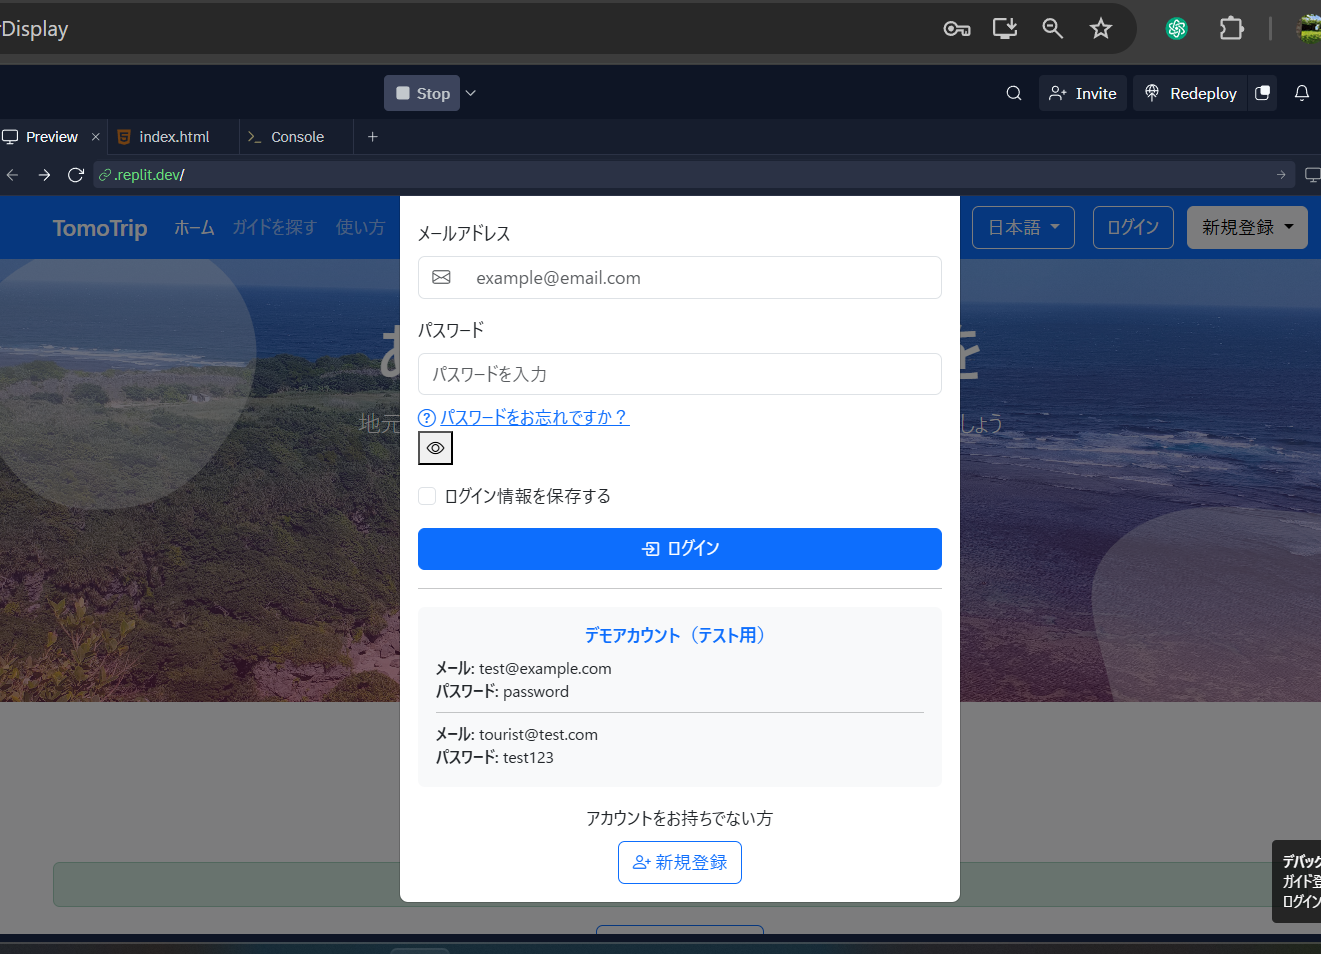 Display
Stop
Invite
Redeploy
Preview
index.html
Console
.replit.dev/
TomoTrip
ホーム
ガイドを探す
使い方
日本語
ログイン
新規登録
を
地元
しょう
メールアドレス
example@email.com
パスワード
パスワードを入力
パスワードをお忘れですか？
ログイン情報を保存する
ログイン
デモアカウント（テスト用）
メール: test@example.com
パスワード: password
メール: tourist@test.com
パスワード: test123
アカウントをお持ちでない方
新規登録
デバッグ
ガイド登
ログイン